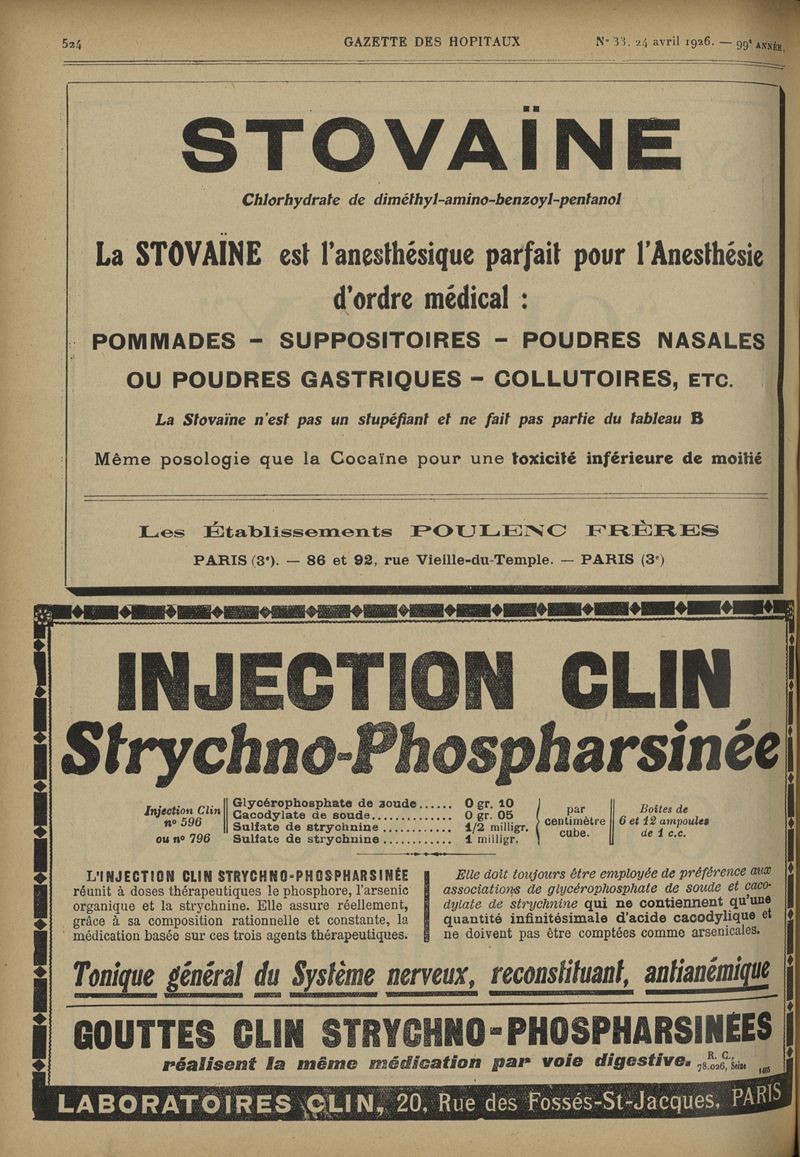 524
GAZETTE DES HOPITAUX
N° 33. 24 avril 1926. — 99e ANNÉE.
STOVAÏNE
Chlorhydrate de diméthyl-amino-benzoyl-pentanol
La STOVAÏNE est l'anesthésique parfait pour l'Anesthésie
d'ordre médical :
POMMADES - SUPPOSITOIRES - POUDRES NASALES
OU POUDRES GASTRIQUES - COLLUTOIRES, ETC.
La Stovaïne n'est pas un stupéfiant et ne fait pas partie du tableau B
Même posologie que la Cocaïne pour une toxicité inférieure de moitié
Les Établissements POULENC FRÈRES
PARIS (3e). — 86 et 92, rue Vieille-du-Temple. — PARIS (3e)
INJECTION CLIN
Strychno-Phospharsinée
Injection Clin
n° 596
ou n° 796
Glycérophosphate de soude...... 0 gr. 10
Cacodylate de soude.............. 0 gr. 05
Sulfate de strychnine ............ 1/2 milligr.
Sulfate de strychnine ............ 1 milligr.
par
centimètre
cube.
Boîtes de
6 et 12 ampoules
de 1 c.c.
L'INJECTION CLIN STRYCHNO-PHOSPHARSINÉE
réunit à doses thérapeutiques le phosphore, l'arsenic
organique et la strychnine. Elle assure réellement,
grâce à sa composition rationnelle et constante, la
médication basée sur ces trois agents thérapeutiques.
Elle doit toujours être employée de préférence aux
associations de glycérophosphate de soude et caco-
dylate de strychnine qui ne contiennent qu'une
quantité infinitésimale d'acide cacodylique et
ne doivent pas être comptées comme arsenicales.
Tonique général du Système nerveux, reconstituant, antianémique
GOUTTES CLIN STRYCHNO-PHOSPHARSINÉES
réalisent la même médication par voie digestive.
R. C.,
78.026, Seine
1405
LABORATOIRES CLIN, 20, Rue des Fossés-St-Jacques, PARIS